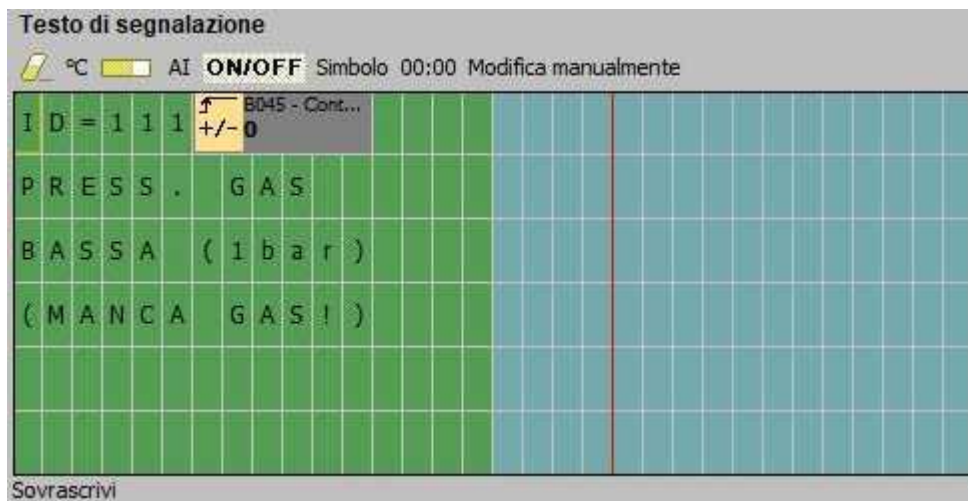 Testo di segnalazione
°C AI ON/OFF Simbolo 00:00 Modifica manualmente
ID=111 +/- B045 - Cont... 0
PRESS. GAS
BASSA (1bar)
(MANCA GAS!)
Sovrascrivi